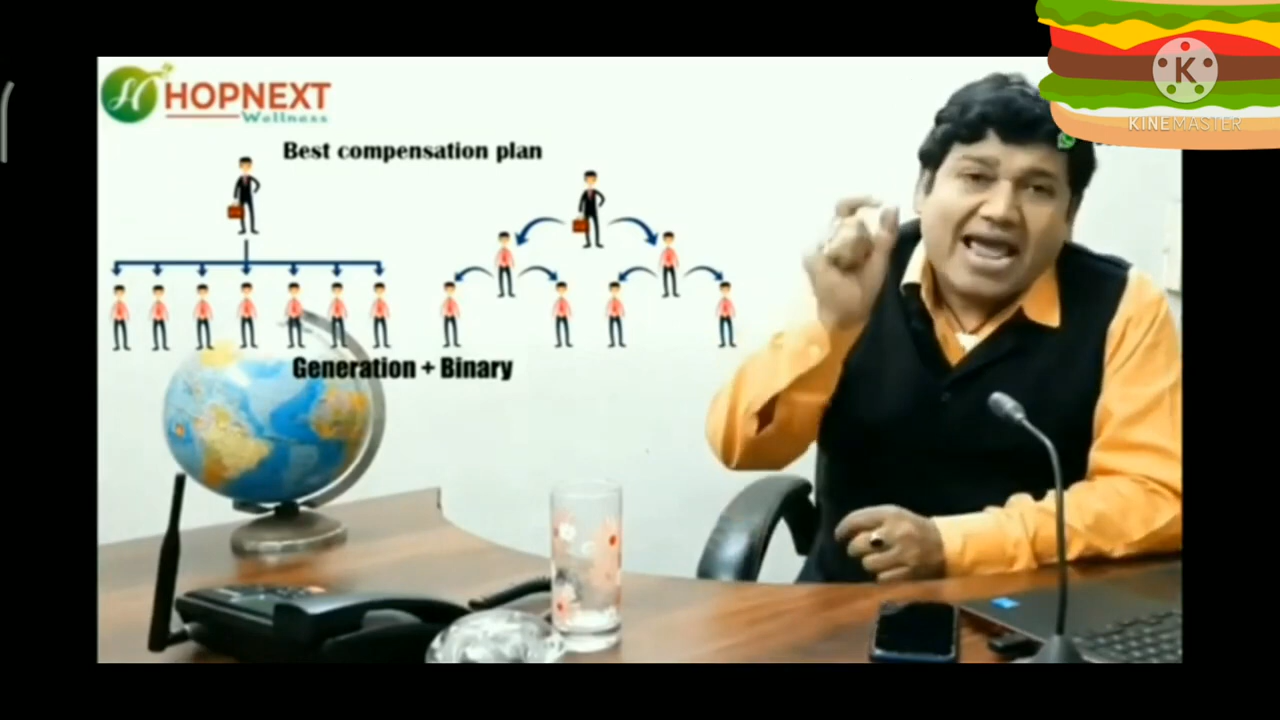 HOPNEXT
Wellness
Best compensation plan
Generation + Binary
K
KINEMASTER